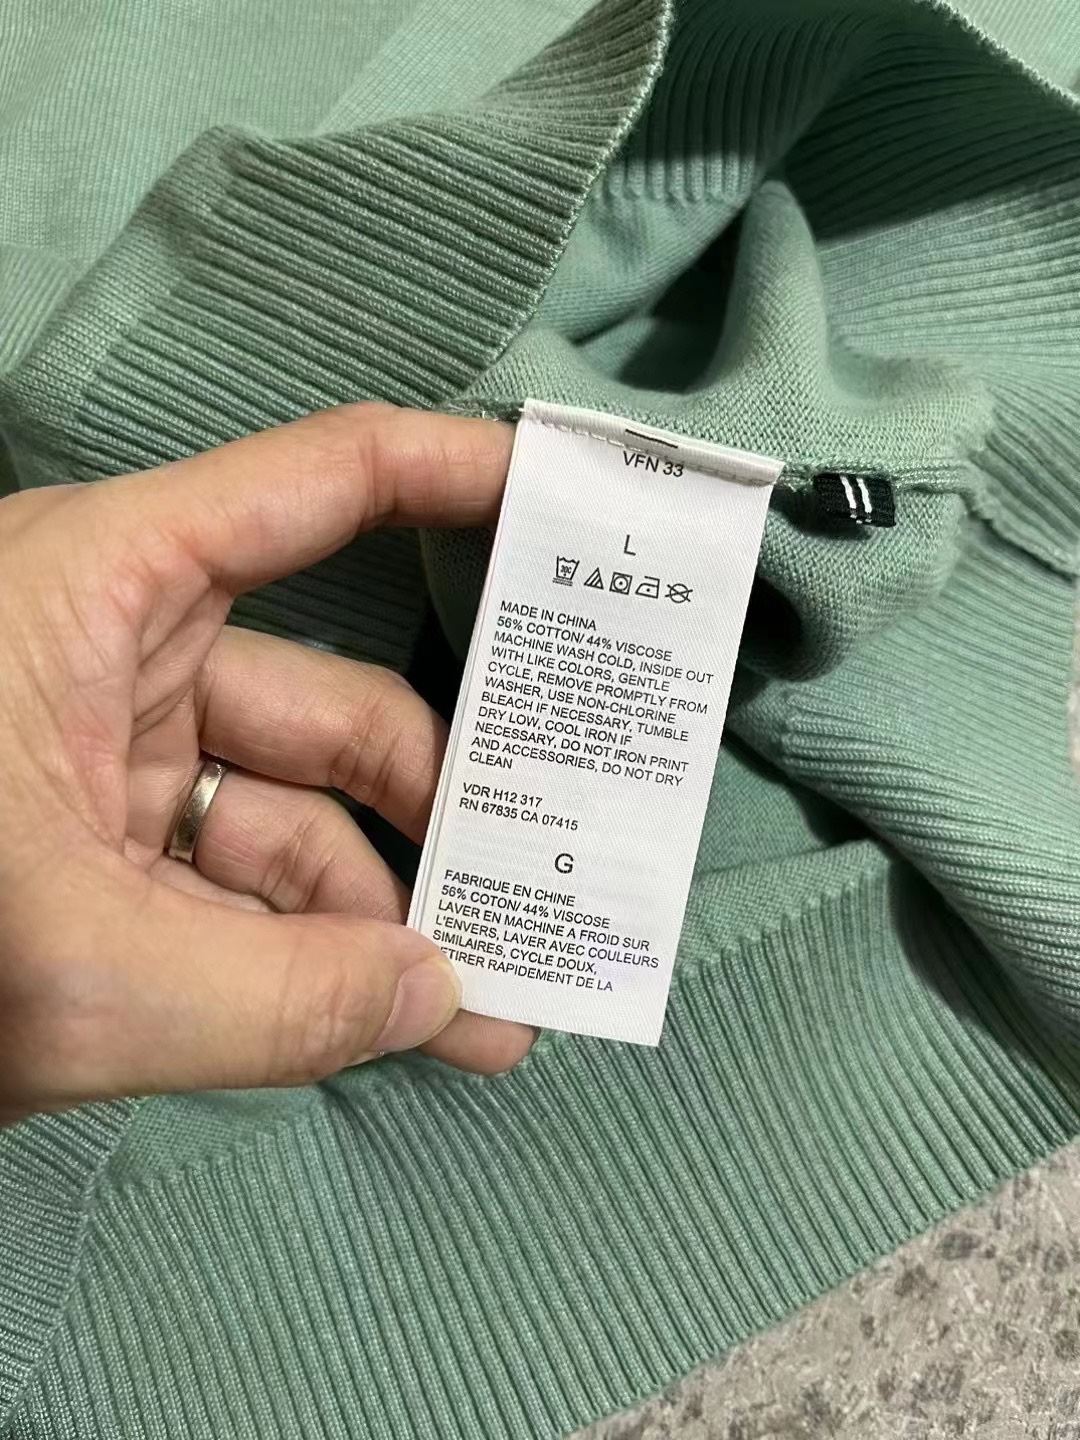 VFN 33
L
30C
MADE IN CHINA
56% COTTON/ 44% VISCOSE
MACHINE WASH COLD, INSIDE OUT
WITH LIKE COLORS, GENTLE
CYCLE, REMOVE PROMPTLY FROM
WASHER, USE NON-CHLORINE
BLEACH IF NECESSARY, TUMBLE
DRY LOW, COOL IRON IF
NECESSARY, DO NOT IRON PRINT
AND ACCESSORIES, DO NOT DRY
CLEAN
VDR H12 317
RN 67835 CA 07415
G
FABRIQUE EN CHINE
56% COTON/ 44% VISCOSE
LAVER EN MACHINE A FROID SUR
L'ENVERS, LAVER AVEC COULEURS
SIMILAIRES, CYCLE DOUX,
ETIRER RAPIDEMENT DE LA